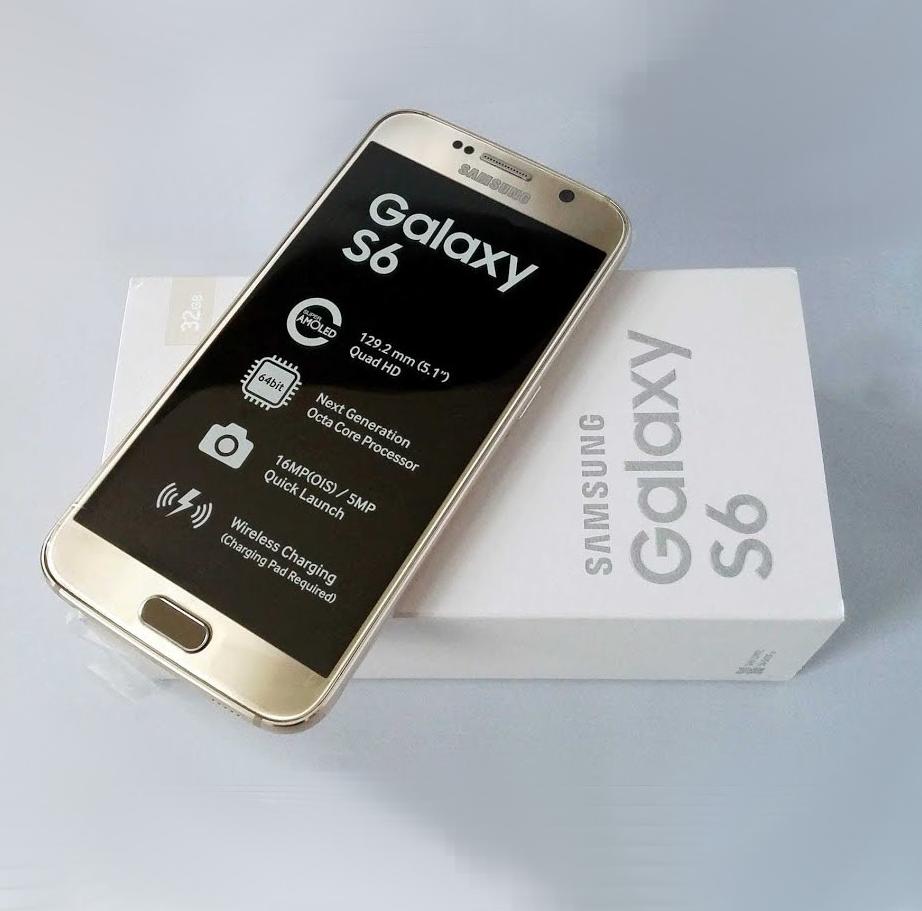 SAMSUNG
Galaxy
S6
SUPER
AMOLED
129.2 mm (5.1")
Quad HD
64bit
Next Generation
Octa Core Processor
16MP(OIS) / 5MP
Quick Launch
Wireless Charging
(Charging Pad Required)
32GB
SAMSUNG
Galaxy
S6